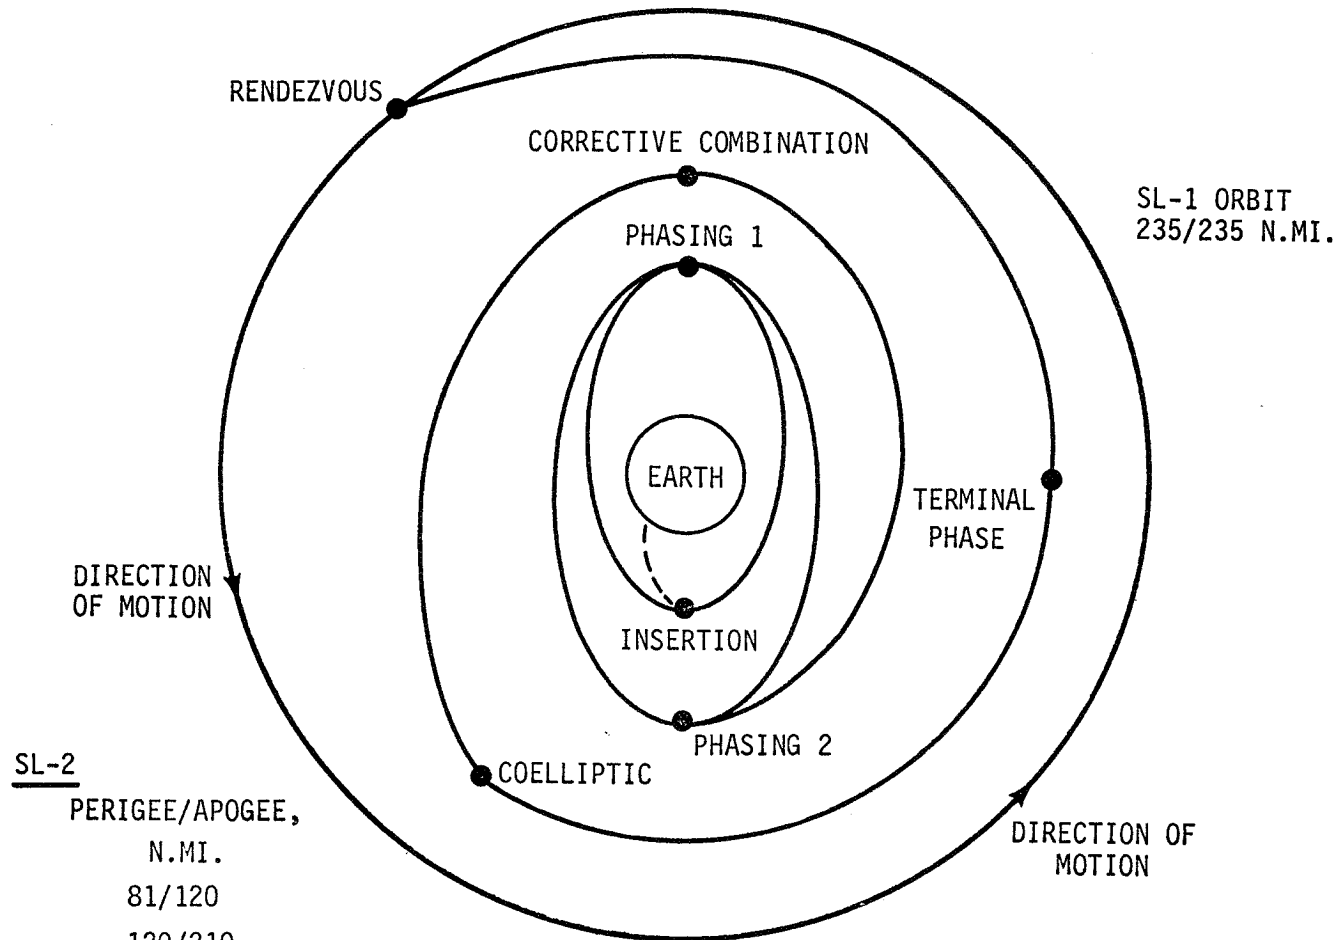 RENDEZVOUS
CORRECTIVE COMBINATION
SL-1 ORBIT
235/235 N.MI.
PHASING 1
EARTH
TERMINAL
PHASE
DIRECTION
OF MOTION
INSERTION
PHASING 2
SL-2
COELLIPTIC
PERIGEE/APOGEE,
N.MI.
DIRECTION OF
MOTION
81/120